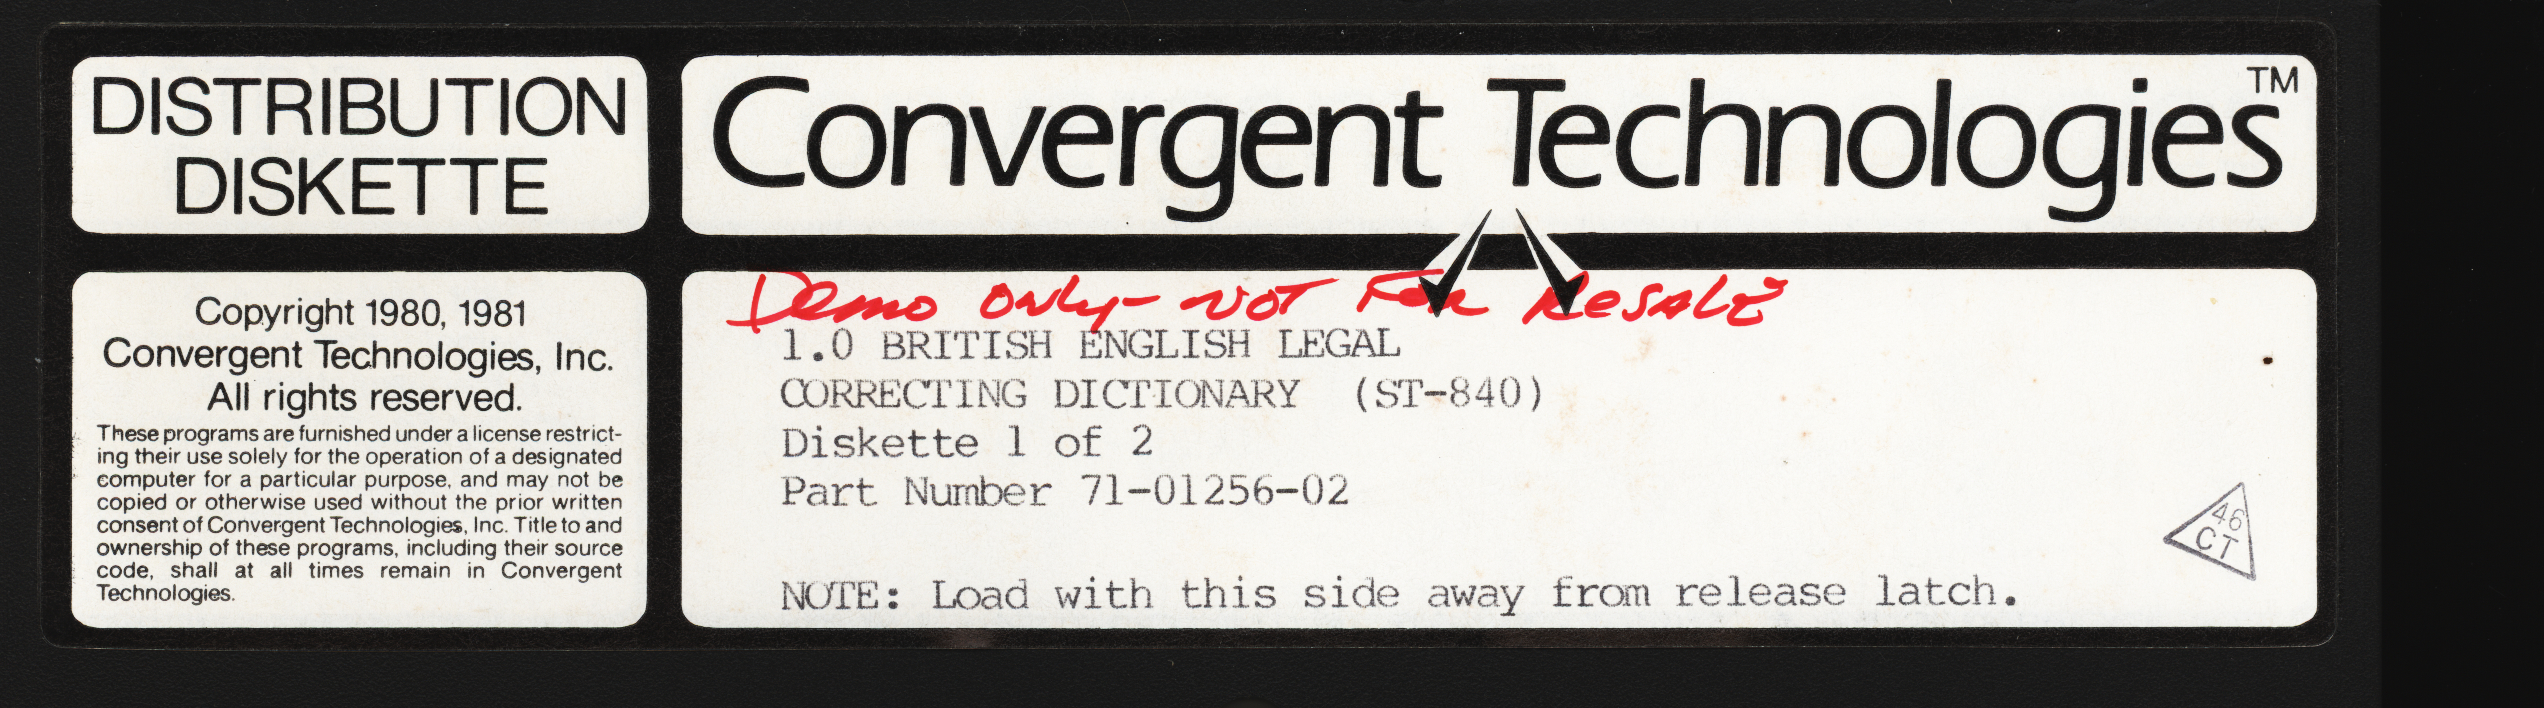 DISTRIBUTION
DISKETTE
Convergent Technologies™
Copyright 1980, 1981
Convergent Technologies, Inc.
All rights reserved.
These programs are furnished under a license restrict-
ing their use solely for the operation of a designated
computer for a particular purpose, and may not be
copied or otherwise used without the prior written
consent of Convergent Technologies, Inc. Title to and
ownership of these programs, including their source
code, shall at all times remain in Convergent
Technologies.
Demo only - NOT For ReSALE
1.0 BRITISH ENGLISH LEGAL
CORRECTING DICTIONARY (ST-840)
Diskette 1 of 2
Part Number 71-01256-02
46
CT
NOTE: Load with this side away from release latch.